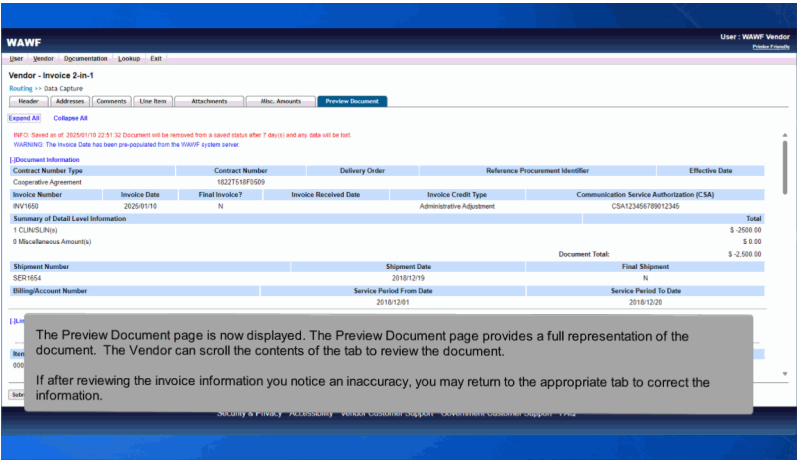 WAWF
User : WAWF Vendor
Printer Friendly
User Vendor Documentation Lookup Exit
Vendor - Invoice 2-in-1
Routing >> Data Capture
Header Addresses Comments Line Item Attachments Misc. Amounts Preview Document
Expand All Collapse All
INFO: Saved as of: 2025/01/10 22:51:32 Document will be removed from a saved status after 7 day(s) and any data will be lost.
WARNING: The Invoice Date has been pre-populated from the WAWF system server.
[-]Document Information
Contract Number Type Contract Number Delivery Order Reference Procurement Identifier Effective Date
Cooperative Agreement 1822T518F0509
Invoice Number Invoice Date Final Invoice? Invoice Received Date Invoice Credit Type Communication Service Authorization (CSA)
INV1650 2025/01/10 N Administrative Adjustment CSA123456789012345
Summary of Detail Level Information Total
1 CLIN/SLIN(s) $ -2500.00
0 Miscellaneous Amount(s) $ 0.00
Document Total: $ -2,500.00
Shipment Number Shipment Date Final Shipment
SER1654 2018/12/19 N
Billing/Account Number Service Period From Date Service Period To Date
2018/12/01 2018/12/20
The Preview Document page is now displayed. The Preview Document page provides a full representation of the
document. The Vendor can scroll the contents of the tab to review the document.
If after reviewing the invoice information you notice an inaccuracy, you may return to the appropriate tab to correct the
information.
Security & Privacy Accessibility Vendor Customer Support Government Customer Support FAQ